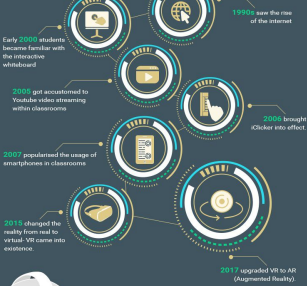 1990s saw the rise
of the internet
Early 2000 students
became familiar with
the interactive
whiteboard
2005 got accustomed to
Youtube video streaming
within classrooms
2006 brought
iClicker into effect.
2007 popularised the usage of
smartphones in classrooms
2015 changed the
reality from real to
virtual- VR came into
existence.
2017 upgraded VR to AR
(Augmented Reality).